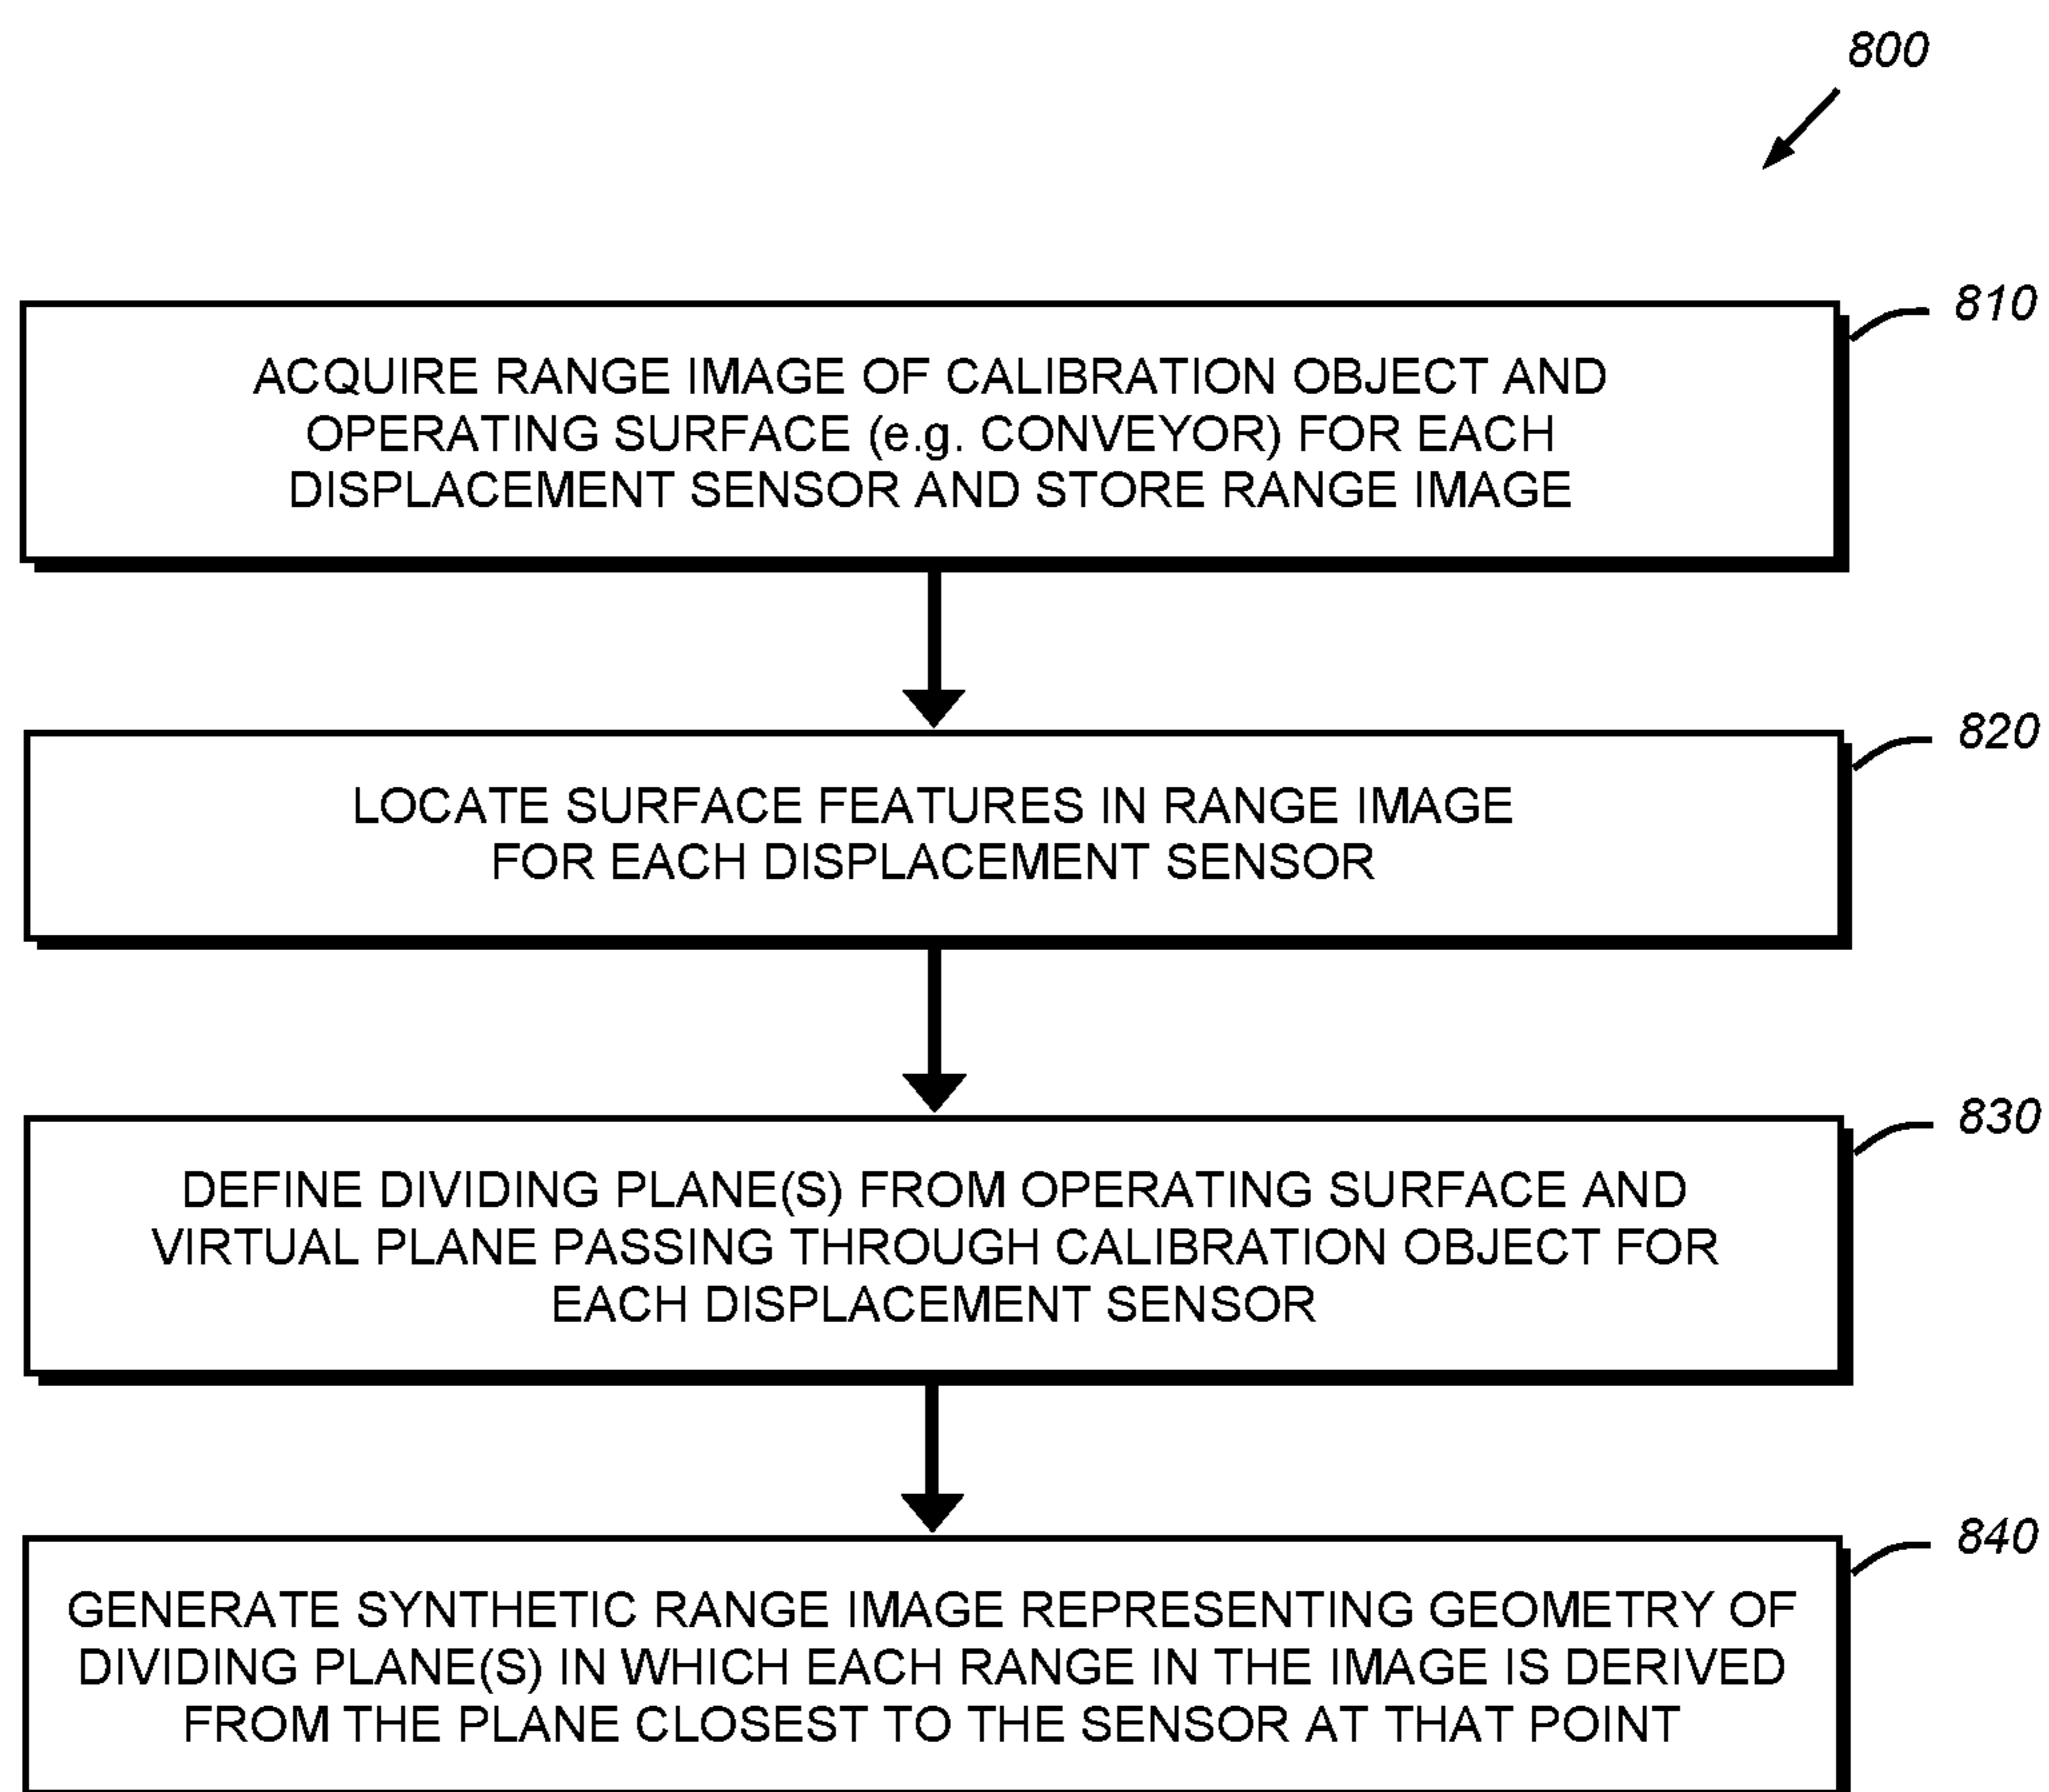 800
810
ACQUIRE RANGE IMAGE OF CALIBRATION OBJECT AND
OPERATING SURFACE (e.g. CONVEYOR) FOR EACH
DISPLACEMENT SENSOR AND STORE RANGE IMAGE
820
LOCATE SURFACE FEATURES IN RANGE IMAGE
FOR EACH DISPLACEMENT SENSOR
830
DEFINE DIVIDING PLANE(S) FROM OPERATING SURFACE AND
VIRTUAL PLANE PASSING THROUGH CALIBRATION OBJECT FOR
EACH DISPLACEMENT SENSOR
840
GENERATE SYNTHETIC RANGE IMAGE REPRESENTING GEOMETRY OF
DIVIDING PLANE(S) IN WHICH EACH RANGE IN THE IMAGE IS DERIVED
FROM THE PLANE CLOSEST TO THE SENSOR AT THAT POINT